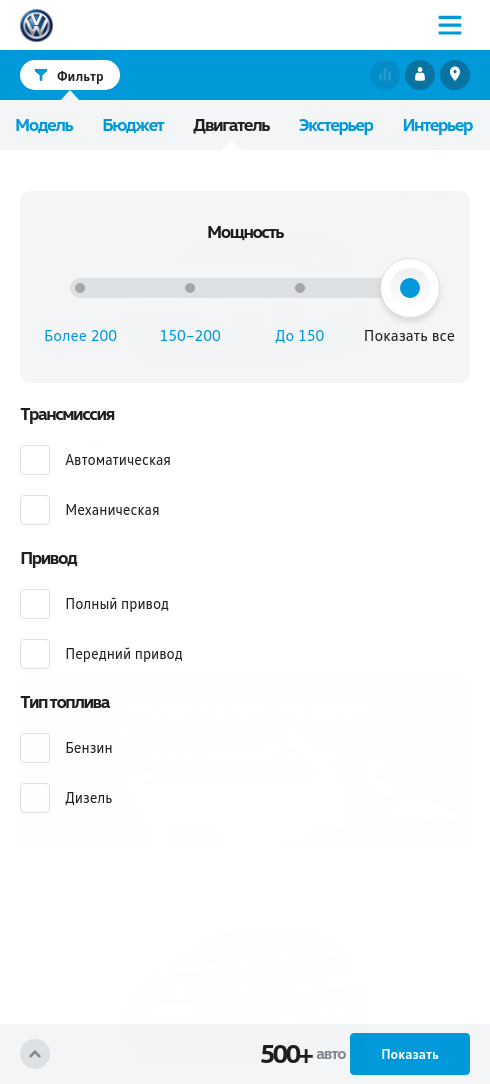 Фильтр
Модель Бюджет Двигатель Экстерьер Интерьер
Мощность
Более 200 150–200 До 150 Показать все
Трансмиссия
Автоматическая
Механическая
Привод
Полный привод
Передний привод
Тип топлива
Бензин
Дизель
500+ авто Показать